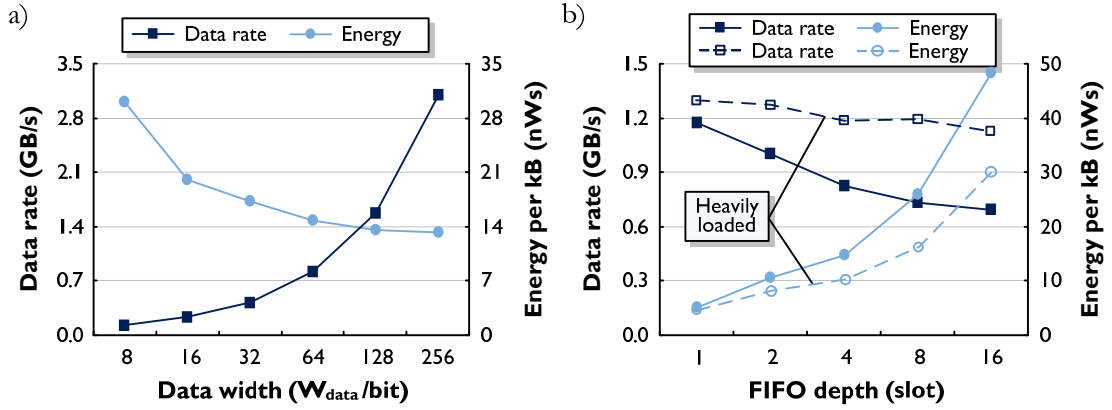 a)
Data rate
Energy
3.5
2.8
2.1
1.4
0.7
0.0
Data rate (GB/s)
35
28
21
14
7
0
Energy per kB (nWs)
8 16 32 64 128 256
Data width (Wdata/bit)
b)
Data rate Energy
Data rate Energy
1.5
1.2
0.9
0.6
0.3
0.0
Data rate (GB/s)
Heavily
loaded
50
40
30
20
10
0
Energy per kB (nWs)
1 2 4 8 16
FIFO depth (slot)